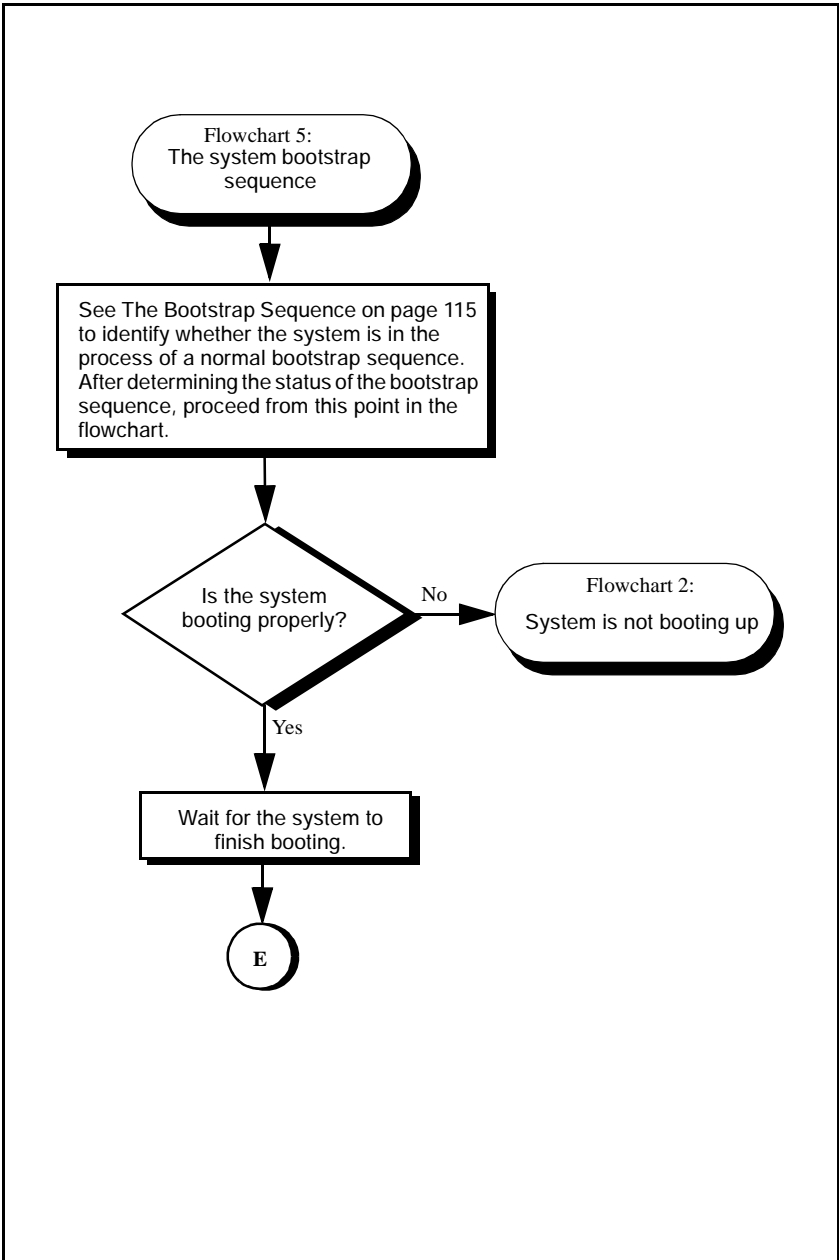 Flowchart 5:
The system bootstrap
sequence
See The Bootstrap Sequence on page 115
to identify whether the system is in the
process of a normal bootstrap sequence.
After determining the status of the bootstrap
sequence, proceed from this point in the
flowchart.
Is the system
booting properly?
No
Flowchart 2:
System is not booting up
Yes
Wait for the system to
finish booting.
E